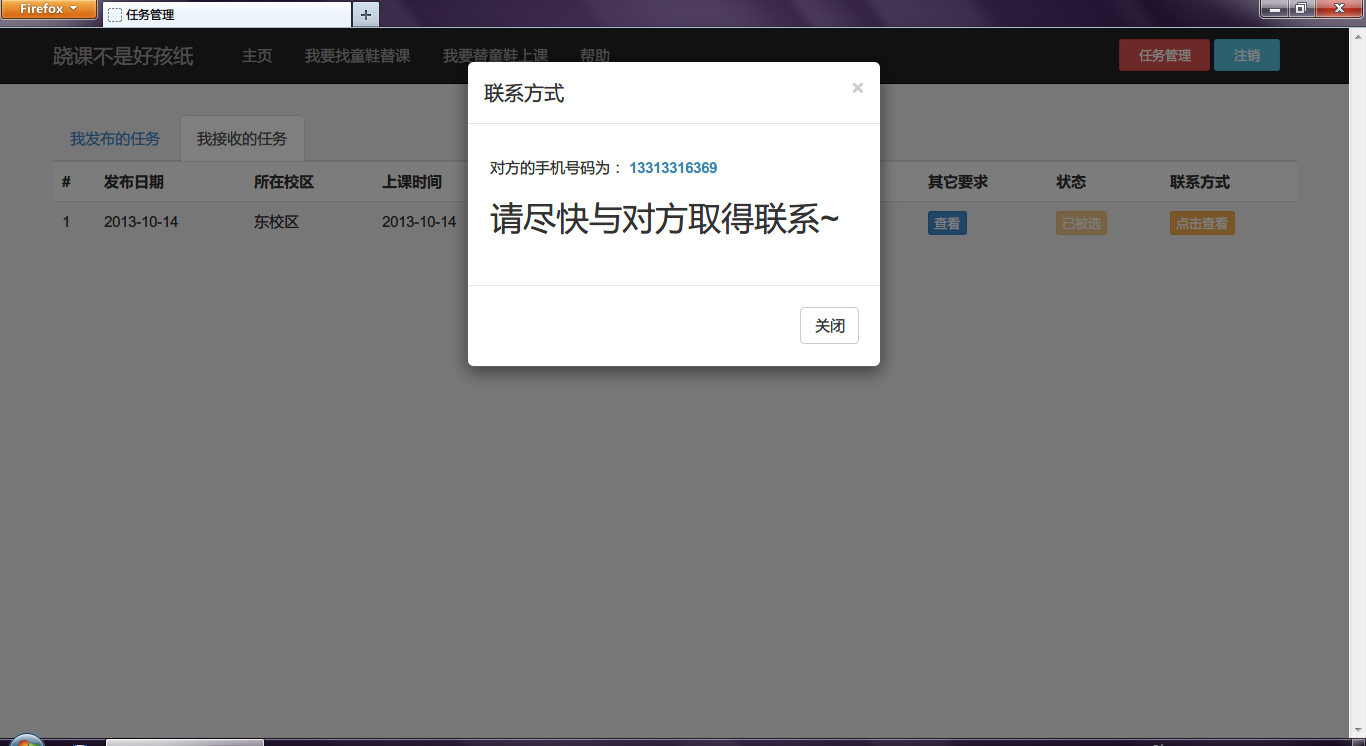 Firefox
任务管理
跷课不是好孩纸 主页 我要找童鞋替课 我要替童鞋上课 帮助 任务管理 注销
联系方式 ×
我发布的任务 我接收的任务
对方的手机号码为： 13313316369
# 发布日期 所在校区 上课时间 其它要求 状态 联系方式
请尽快与对方取得联系~
1 2013-10-14 东校区 2013-10-14 查看 已被选 点击查看
关闭